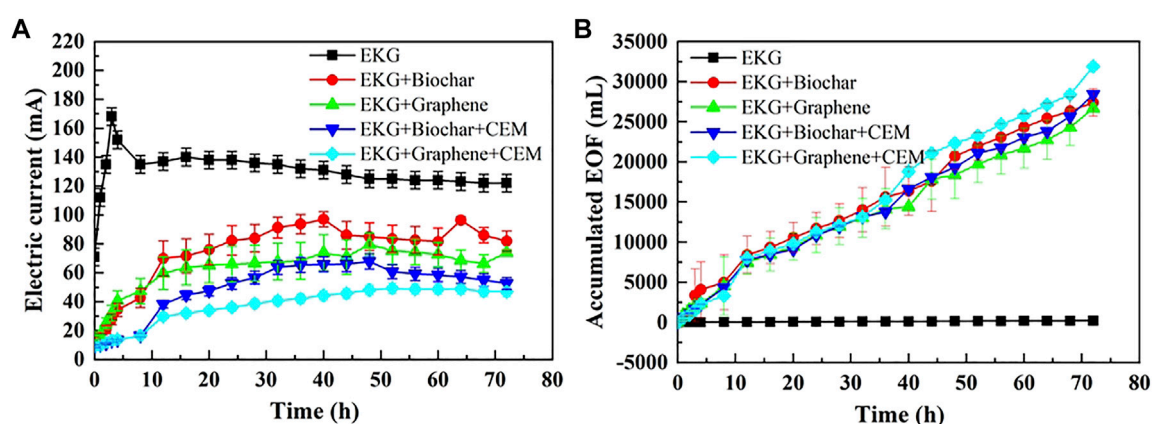 A
220
200
180
160
140
120
100
80
60
40
20
0
Electric current (mA)
EKG
EKG+Biochar
EKG+Graphene
EKG+Biochar+CEM
EKG+Graphene+CEM
0 10 20 30 40 50 60 70 80
Time (h)
B
35000
30000
25000
20000
15000
10000
5000
0
-5000
Accumulated EOF (mL)
EKG
EKG+Biochar
EKG+Graphene
EKG+Biochar+CEM
EKG+Graphene+CEM
0 10 20 30 40 50 60 70 80
Time (h)